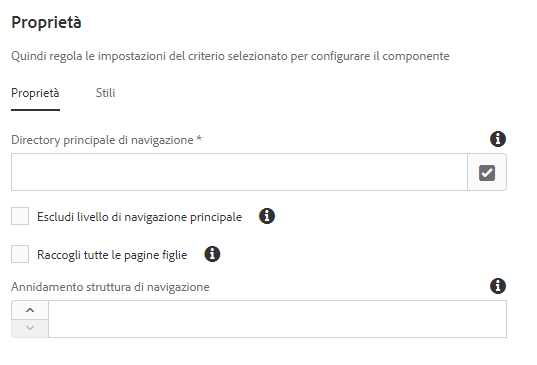 Proprietà
Quindi regola le impostazioni del criterio selezionato per configurare il componente
Proprietà Stili
Directory principale di navigazione *
Escludi livello di navigazione principale
Raccogli tutte le pagine figlie
Annidamento struttura di navigazione